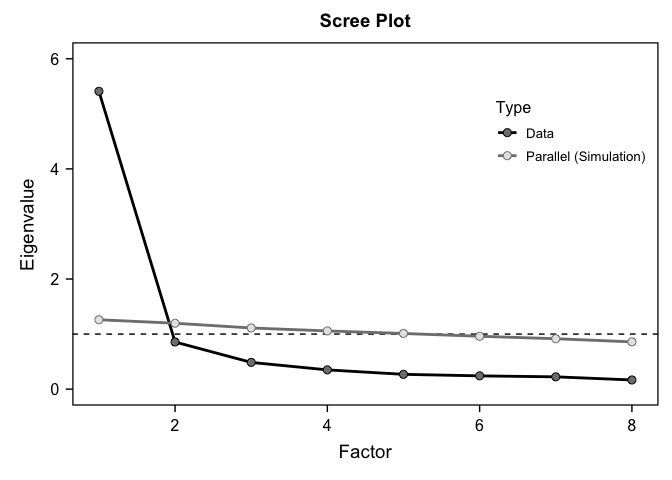 Scree Plot
6
4
2
0
Eigenvalue
Type
Data
Parallel (Simulation)
2 4 6 8
Factor